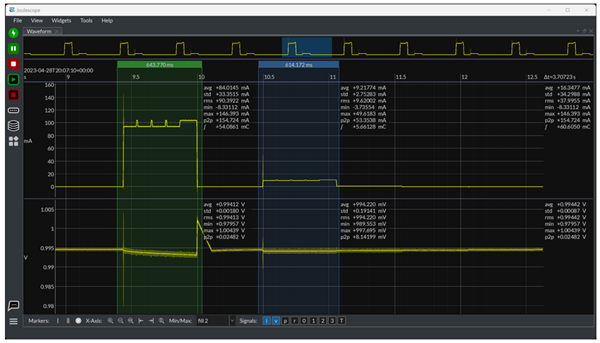 Joulescope
File View Widgets Tools Help
Waveform
643.770 ms 614.172 ms
2023-04-28T20:07:10+00:00 Δt=3.70723s
s 9 9.5 10 10.5 11 11.5 12 12.5
160
140
120
100
mA
80
60
40
20
0
avg +84.0145 mA
std +33.3515 mA
rms +90.3922 mA
min -8.33112 mA
max +146.393 mA
p2p +154.724 mA
∫ +54.0861 mC
avg +9.21774 mA
std +2.75283 mA
rms +9.62002 mA
min -3.73554 mA
max +49.6183 mA
p2p +53.3538 mA
∫ +5.66128 mC
avg +16.3477 mA
std +34.2988 mA
rms +37.9955 mA
min -8.33112 mA
max +146.393 mA
p2p +154.724 mA
∫ +60.6050 mC
1.005
1
0.995
V
0.99
0.985
0.98
avg +0.99412 V
std +0.00180 V
rms +0.99413 V
min +0.97957 V
max +1.00439 V
p2p +0.02482 V
avg +994.220 mV
std +0.19141 mV
rms +994.220 mV
min +989.553 mV
max +997.695 mV
p2p +8.14199 mV
avg +0.99442 V
std +0.00087 V
rms +0.99442 V
min +0.97957 V
max +1.00439 V
p2p +0.02482 V
Markers: X-Axis: Min/Max: fill 2 Signals: i v p r 0 1 2 3 T